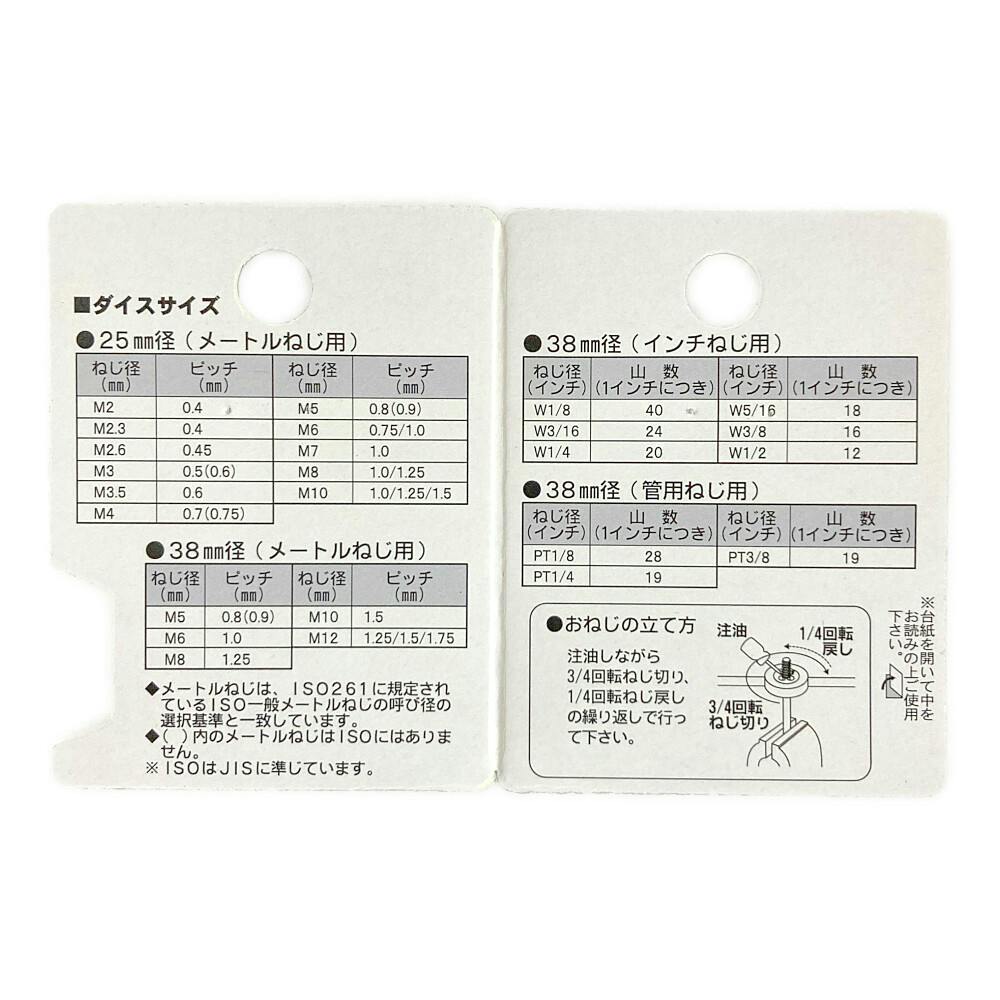 ■ダイスサイズ
●25㎜径（メートルねじ用）
ねじ径 ピッチ ねじ径 ピッチ
(㎜) (㎜) (㎜) (㎜)
M2 0.4 M5 0.8(0.9)
M2.3 0.4 M6 0.75/1.0
M2.6 0.45 M7 1.0
M3 0.5(0.6) M8 1.0/1.25
M3.5 0.6 M10 1.0/1.25/1.5
M4 0.7(0.75)
●38㎜径（メートルねじ用）
ねじ径 ピッチ ねじ径 ピッチ
(㎜) (㎜) (㎜) (㎜)
M5 0.8(0.9) M10 1.5
M6 1.0 M12 1.25/1.5/1.75
M8 1.25
◆メートルねじは、ISO261に規定され
ているISO一般メートルねじの呼び径の
選択基準と一致しています。
◆( )内のメートルねじはISOにはありま
せん。
※ISOはJISに準じています。
●38㎜径（インチねじ用）
ねじ径 山 数 ねじ径 山 数
(インチ) (1インチにつき) (インチ) (1インチにつき)
W1/8 40 W5/16 18
W3/16 24 W3/8 16
W1/4 20 W1/2 12
●38㎜径（管用ねじ用）
ねじ径 山 数 ねじ径 山 数
(インチ) (1インチにつき) (インチ) (1インチにつき)
PT1/8 28 PT3/8 19
PT1/4 19
●おねじの立て方
注油しながら
3/4回転ねじ切り、
1/4回転ねじ戻し
の繰り返しで行っ
て下さい。
注油
1/4回転
戻し
3/4回転
ねじ切り
※台紙を開いて中を
お読みの上ご使用
下さい。